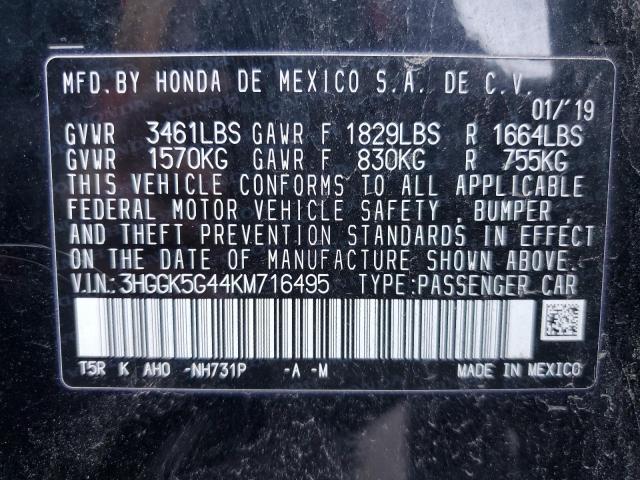 MFD. BY HONDA DE MEXICO S.A. DE C.V.
01/'19
GVWR 3461LBS GAWR F 1829LBS R 1664LBS
GVWR 1570KG GAWR F 830KG R 755KG
THIS VEHICLE CONFORMS TO ALL APPLICABLE
FEDERAL MOTOR VEHICLE SAFETY , BUMPER ,
AND THEFT PREVENTION STANDARDS IN EFFECT
ON THE DATE OF MANUFACTURE SHOWN ABOVE.
V.I.N.: 3HGGK5G44KM716495 TYPE: PASSENGER CAR
T5R K AH0 -NH731P -A -M MADE IN MEXICO